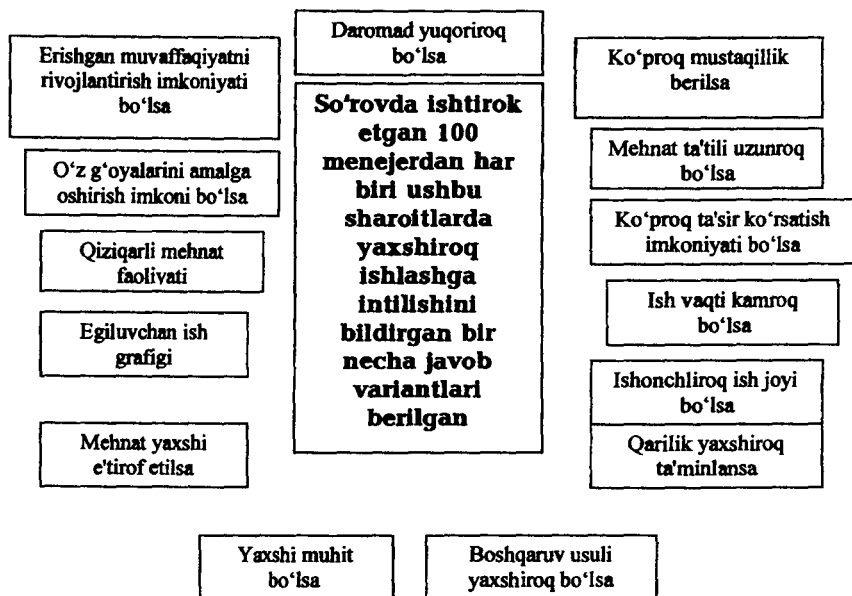 Daromad yuqoriroq
bo‘lsa
Erishgan muvaffaqiyatni
rivojlantirish imkoniyati
bo‘lsa
O‘z g‘oyalarini amalga
oshirish imkoni bo‘lsa
Qiziqarli mehnat
faolivati
Egiluvchan ish
grafigi
Mehnat yaxshi
e'tirof etilsa
So‘rovda ishtirok
etgan 100
menejerdan har
biri ushbu
sharoitlarda
yaxshiroq
ishlashga
intilishini
bildirgan bir
necha javob
variantlari
berilgan
Ko‘proq mustaqillik
berilsa
Mehnat ta'tili uzunroq
bo‘lsa
Ko‘proq ta'sir ko‘rsatish
imkoniyati bo‘lsa
Ish vaqti kamroq
bo‘lsa
Ishonchliroq ish joyi
bo‘lsa
Qarilik yaxshiroq
ta'minlansa
Yaxshi muhit
bo‘lsa
Boshqaruv usuli
yaxshiroq bo‘lsa